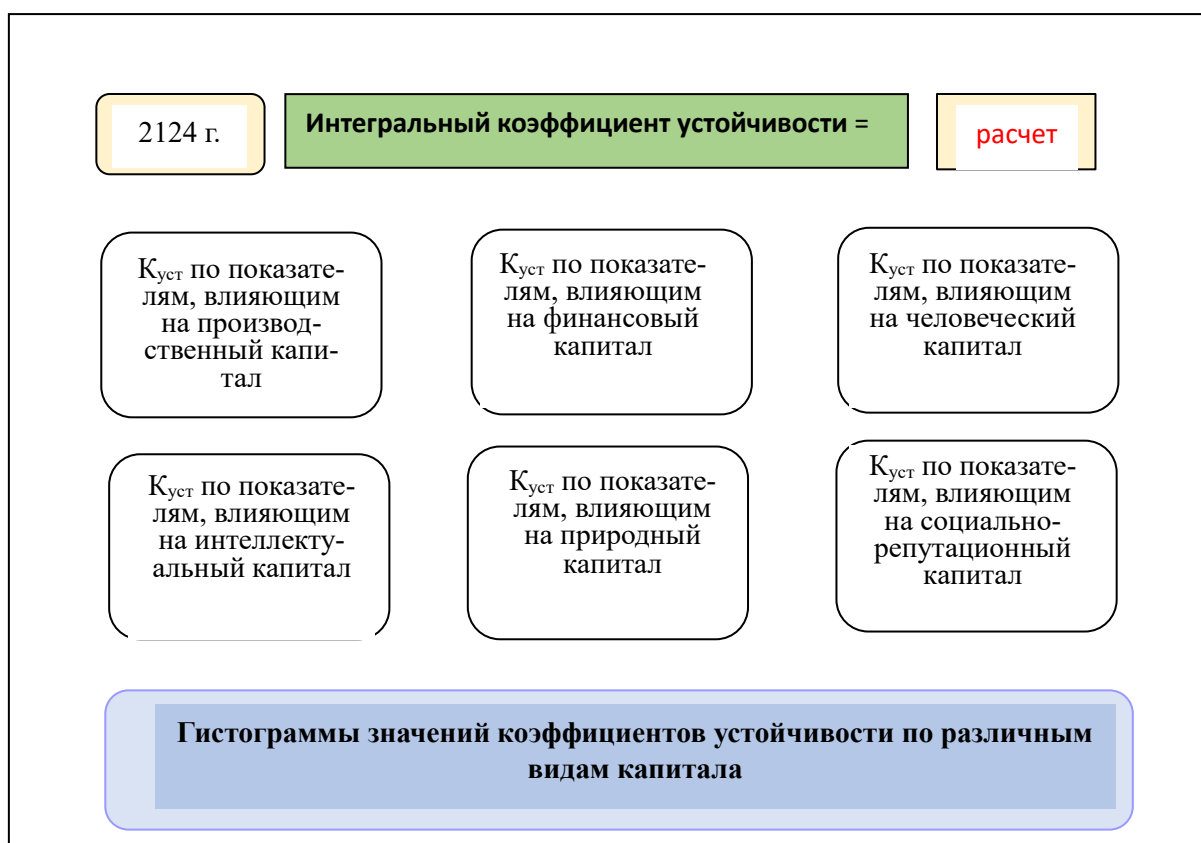 2124 г.
Интегральный коэффициент устойчивости =
расчет
Куст по показате-
лям, влияющим
на производ-
ственный капи-
тал
Куст по показате-
лям, влияющим
на финансовый
капитал
Куст по показате-
лям, влияющим
на человеческий
капитал
Куст по показате-
лям, влияющим
на интеллекту-
альный капитал
Куст по показате-
лям, влияющим
на природный
капитал
Куст по показате-
лям, влияющим
на социально-
репутационный
капитал
Гистограммы значений коэффициентов устойчивости по различным
видам капитала